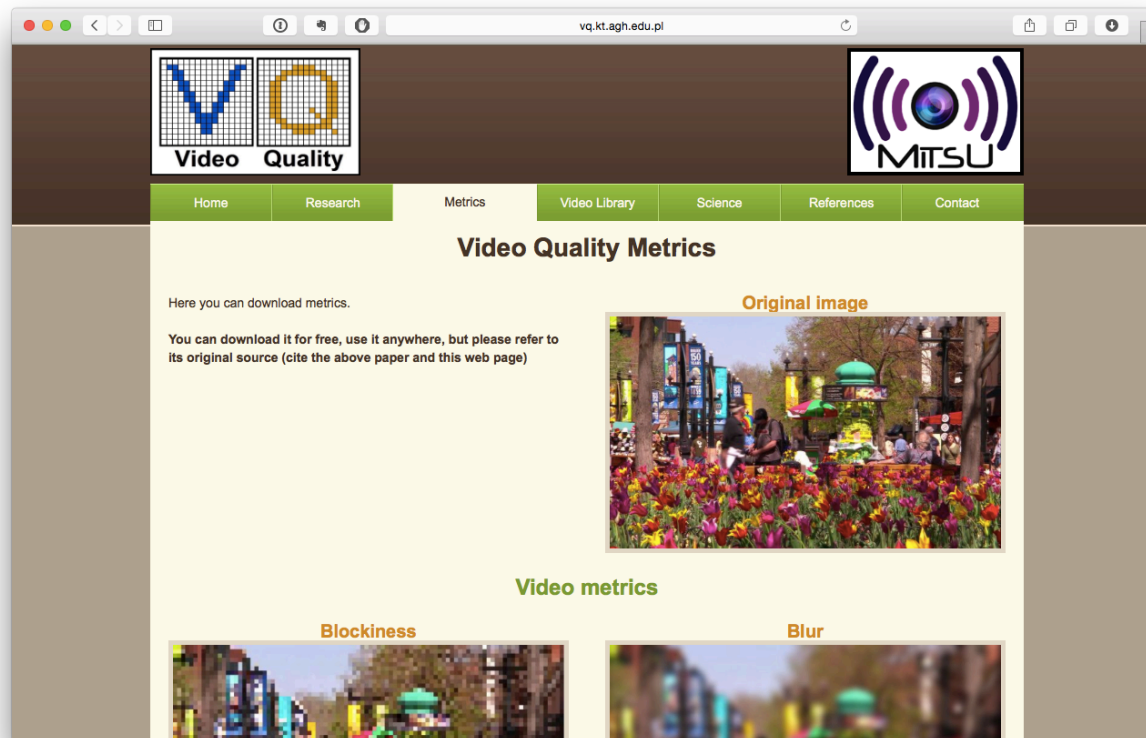 vq.kt.agh.edu.pl
Video Quality
MITSU
Home Research Metrics Video Library Science References Contact
Video Quality Metrics
Here you can download metrics.
You can download it for free, use it anywhere, but please refer to
its original source (cite the above paper and this web page)
Original image
Video metrics
Blockiness Blur